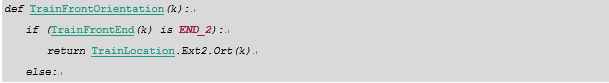 def TrainFrontOrientation(k):
if (TrainFrontEnd(k) is END_2):
return TrainLocation.Ext2.Ort(k)
else: